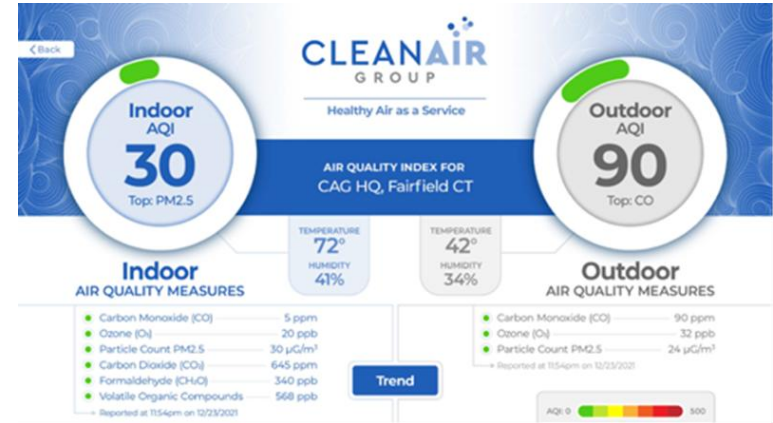 < Back
CLEANAIR
GROUP
Healthy Air as a Service
Indoor
AQI
30
Top: PM2.5
AIR QUALITY INDEX FOR
CAG HQ, Fairfield CT
Outdoor
AQI
90
Top: CO
TEMPERATURE
72°
HUMIDITY
41%
TEMPERATURE
42°
HUMIDITY
34%
Indoor
AIR QUALITY MEASURES
Carbon Monoxide (CO) 5 ppm
Ozone (O₃) 20 ppb
Particle Count PM2.5 30 µG/m³
Carbon Dioxide (CO₂) 645 ppm
Formaldehyde (CH₂O) 340 ppb
Volatile Organic Compounds 568 ppb
Reported at 11:54pm on 12/23/2021
Trend
Outdoor
AIR QUALITY MEASURES
Carbon Monoxide (CO) 90 ppm
Ozone (O₃) 32 ppb
Particle Count PM2.5 24 µG/m³
Reported at 11:54pm on 12/23/2021
AQI: 0 500